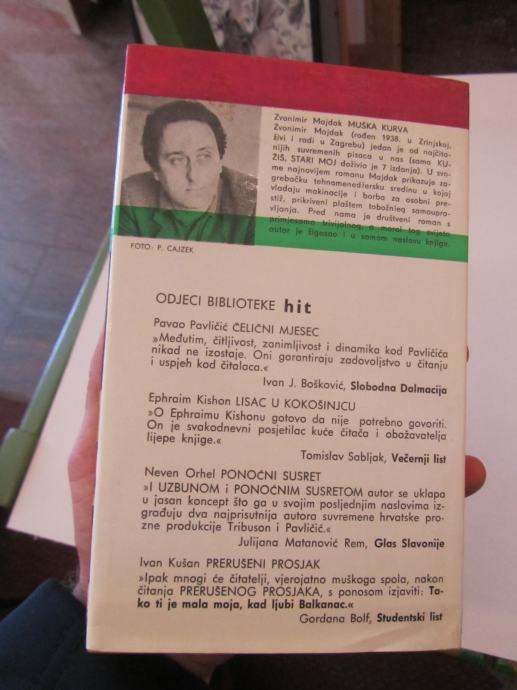 Zvonimir Majdak MUŠKA KURVA
Zvonimir Majdak (rođen 1938. u Zrinjskoj,
živi i radi u Zagrebu) jedan je od najčita-
nijih suvremenih pisaca u nas (samo KU-
ŽIŠ, STARI MOJ doživio je 7 izdanja). U svo-
me najnovijem romanu Majdak prikazuje za-
grebačku tehnomenedžersku sredinu u kojoj
vladaju makinacije i borba za osobni pre-
stiž, prikriveni plaštem tobožnjeg samoupra-
vljanja. Pred nama je društveni roman s
primjesama trivijalnog, a moral tog svijeta
autor je žigosao i u samom naslovu knjige.
FOTO: P. CAJZEK
ODJECI BIBLIOTEKE hit
Pavao Pavličić ČELIČNI MJESEC
»Međutim, čitljivost, zanimljivost i dinamika kod Pavličića
nikad ne izostaje. Oni garantiraju zadovoljstvo u čitanju
i uspjeh kod čitalaca.«
Ivan J. Bošković, Slobodna Dalmacija
Ephraim Kishon LISAC U KOKOŠINJCU
»O Ephraimu Kishonu gotovo da nije potrebno govoriti.
On je svakodnevni posjetilac kuće čitača i obožavatelja
lijepe knjige.«
Tomislav Sabljak, Večernji list
Neven Orhel PONOĆNI SUSRET
»I UZBUNOM i PONOĆNIM SUSRETOM autor se uklapa
u jasan koncept što ga u svojim posljednjim naslovima iz-
građuju dva najprisutnija autora suvremene hrvatske pro-
zne produkcije Tribuson i Pavličić.«
Julijana Matanović Rem, Glas Slavonije
Ivan Kušan PRERUŠENI PROSJAK
»Ipak mnogi će čitatelji, vjerojatno muškoga spola, nakon
čitanja PRERUŠENOG PROSJAKA, s ponosom izjaviti: Ta-
ko ti je mala moja, kad ljubi Balkanac.«
Gordana Bolf, Studentski list